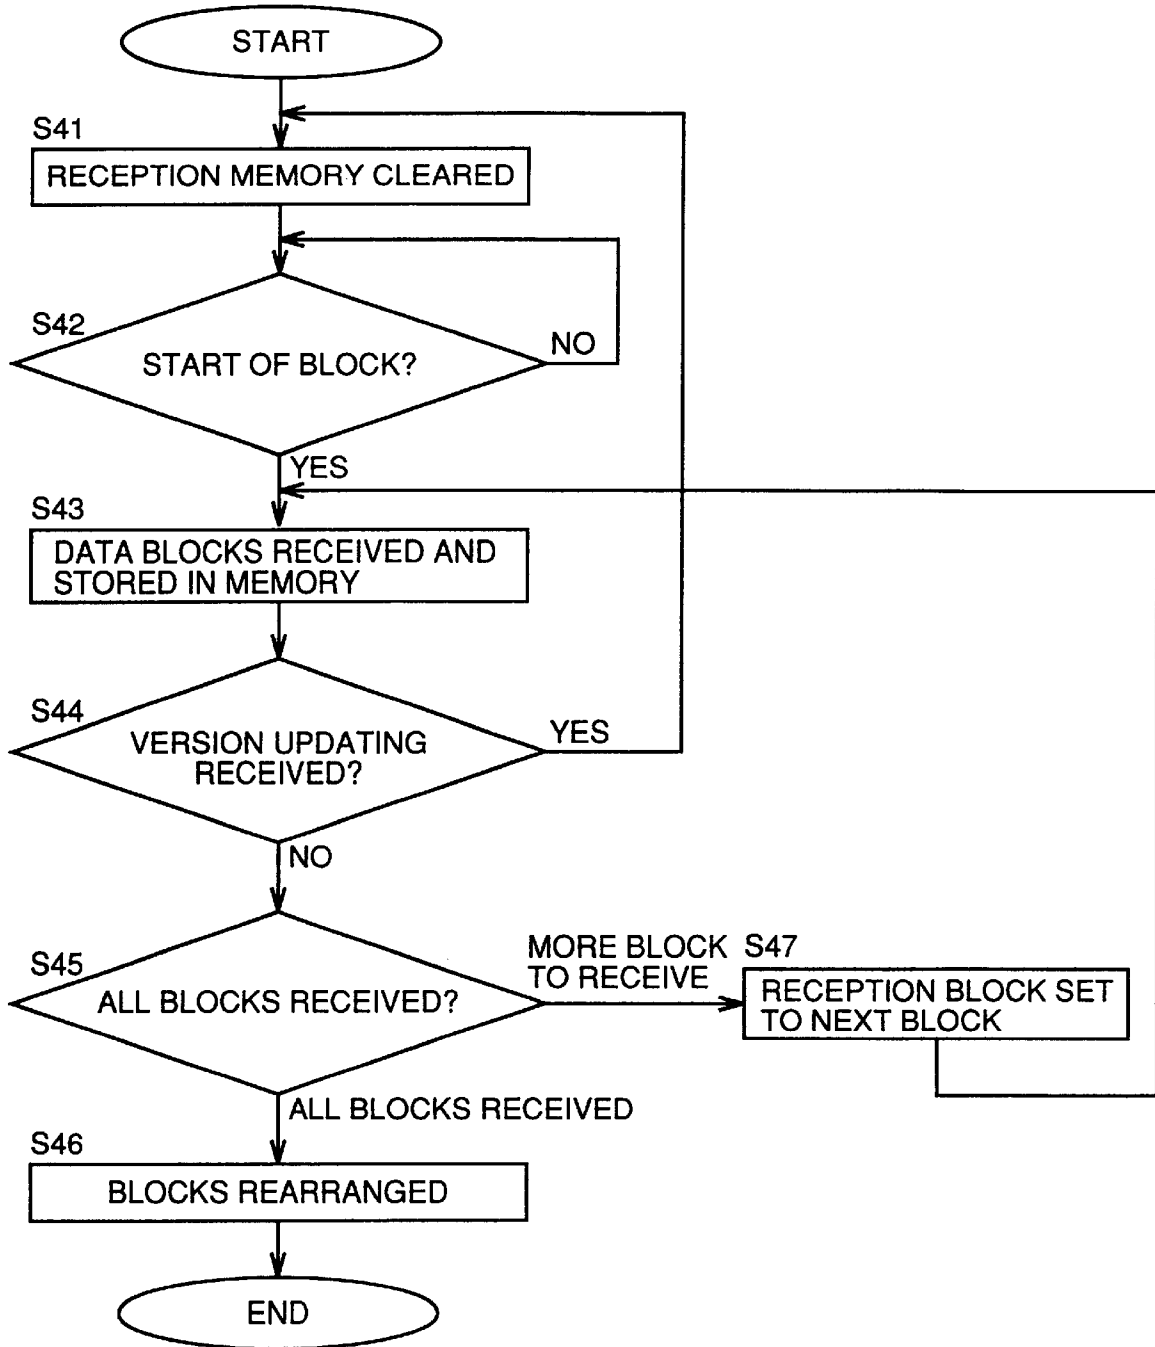 START
S41
RECEPTION MEMORY CLEARED
S42
START OF BLOCK?
NO
YES
S43
DATA BLOCKS RECEIVED AND
STORED IN MEMORY
S44
VERSION UPDATING
RECEIVED?
YES
NO
S45
ALL BLOCKS RECEIVED?
MORE BLOCK
TO RECEIVE
S47
RECEPTION BLOCK SET
TO NEXT BLOCK
ALL BLOCKS RECEIVED
S46
BLOCKS REARRANGED
END